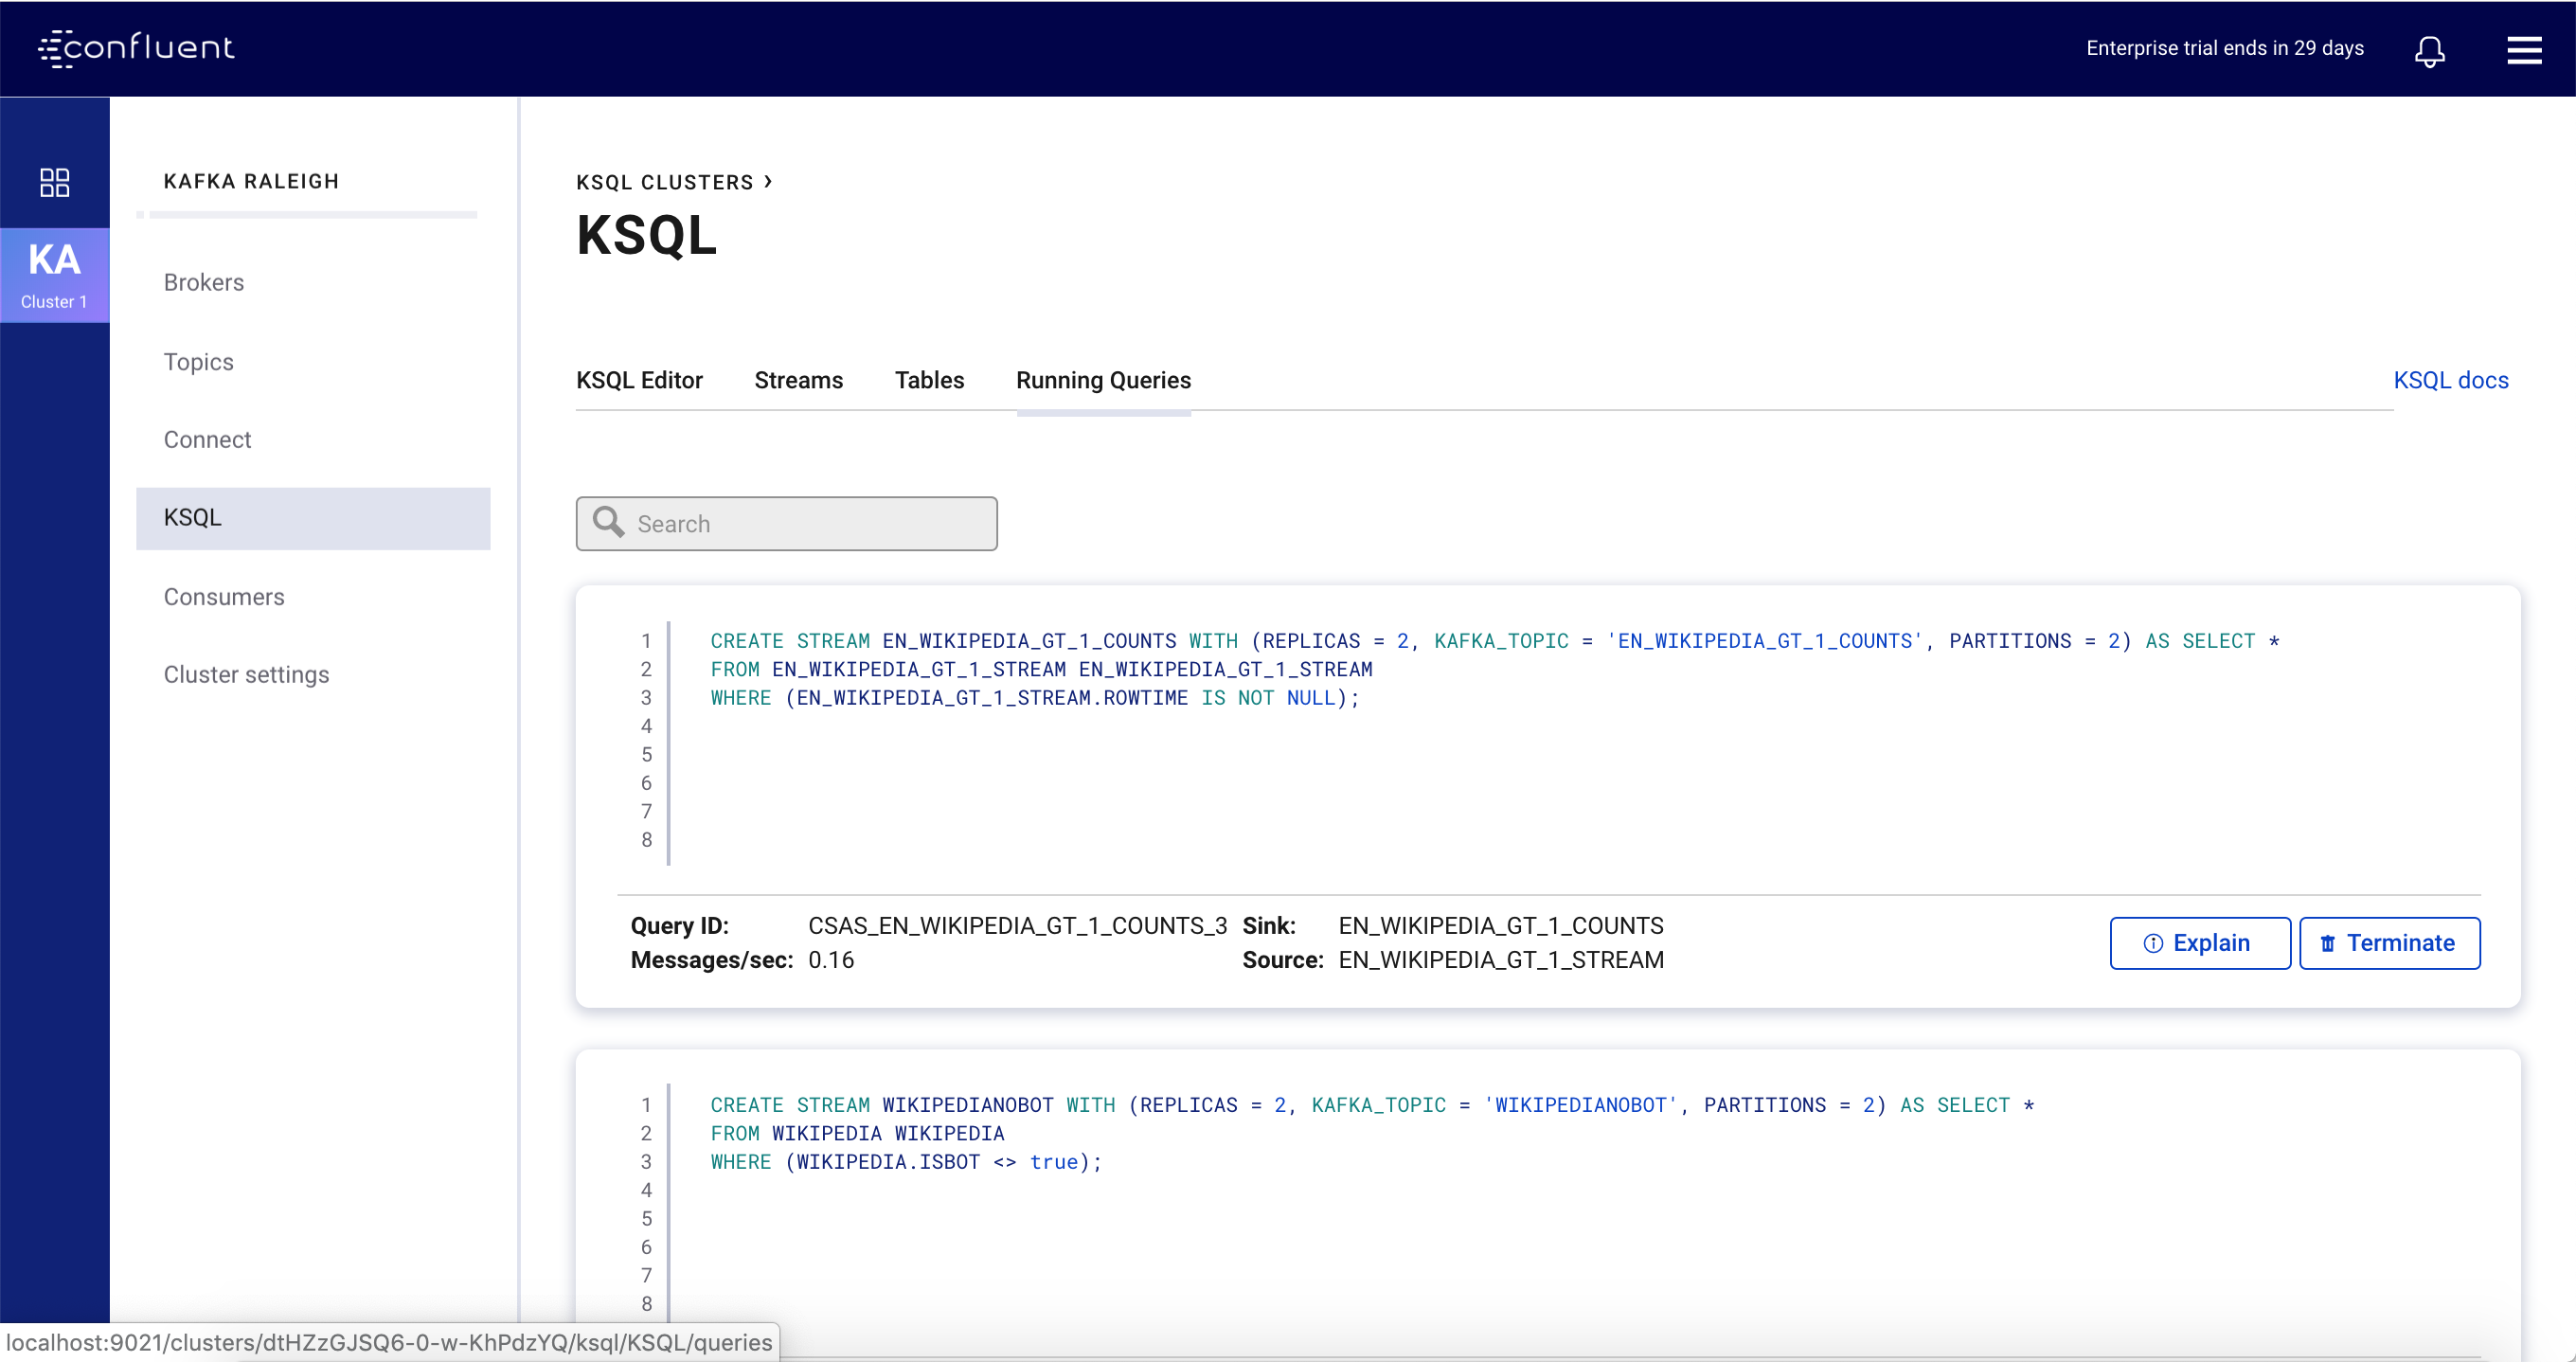 confluent
Enterprise trial ends in 29 days
KA
Cluster 1
KAFKA RALEIGH
Brokers
Topics
Connect
KSQL
Consumers
Cluster settings
KSQL CLUSTERS ›
KSQL
KSQL Editor Streams Tables Running Queries KSQL docs
Search
1 CREATE STREAM EN_WIKIPEDIA_GT_1_COUNTS WITH (REPLICAS = 2, KAFKA_TOPIC = 'EN_WIKIPEDIA_GT_1_COUNTS', PARTITIONS = 2) AS SELECT *
2 FROM EN_WIKIPEDIA_GT_1_STREAM EN_WIKIPEDIA_GT_1_STREAM
3 WHERE (EN_WIKIPEDIA_GT_1_STREAM.ROWTIME IS NOT NULL);
4
5
6
7
8
Query ID: CSAS_EN_WIKIPEDIA_GT_1_COUNTS_3 Sink: EN_WIKIPEDIA_GT_1_COUNTS
Messages/sec: 0.16 Source: EN_WIKIPEDIA_GT_1_STREAM
Explain Terminate
1 CREATE STREAM WIKIPEDIANOBOT WITH (REPLICAS = 2, KAFKA_TOPIC = 'WIKIPEDIANOBOT', PARTITIONS = 2) AS SELECT *
2 FROM WIKIPEDIA WIKIPEDIA
3 WHERE (WIKIPEDIA.ISBOT <> true);
4
5
6
7
8
localhost:9021/clusters/dtHZzGJSQ6-0-w-KhPdzYQ/ksql/KSQL/queries